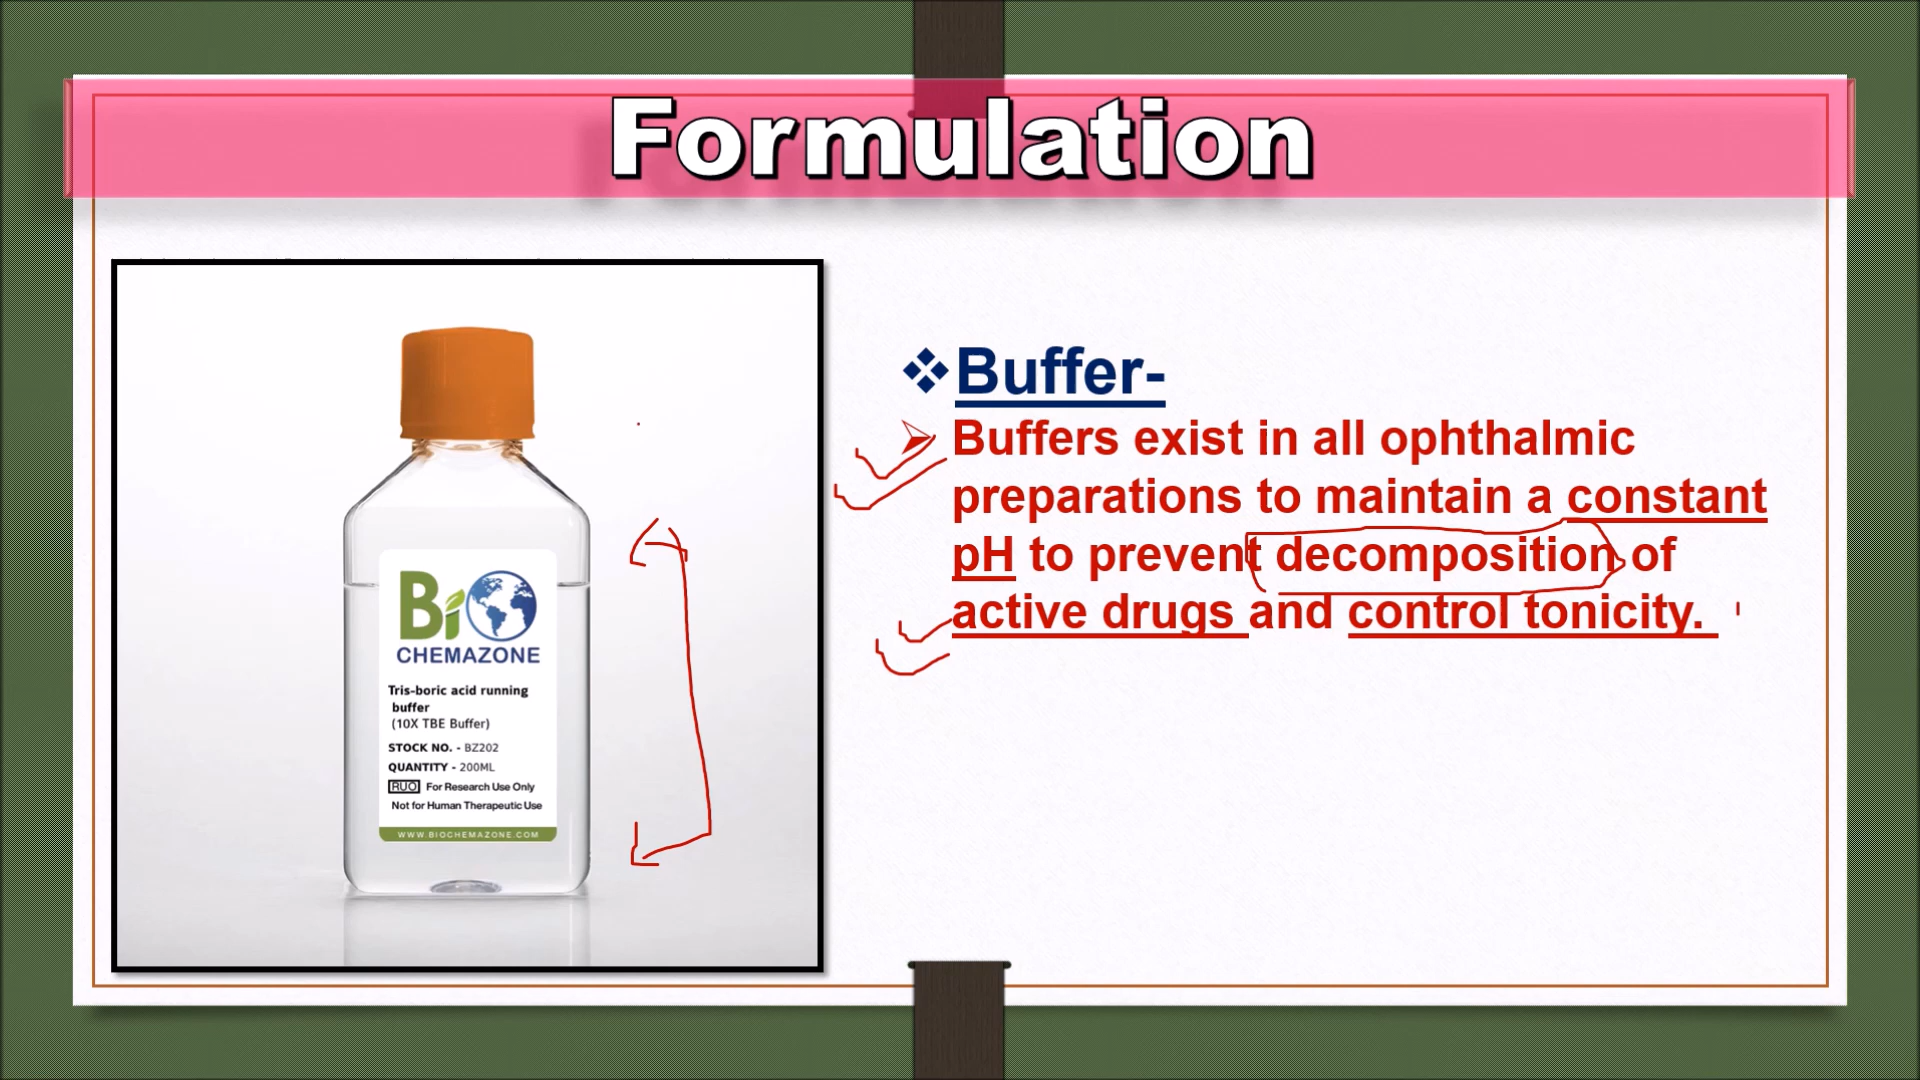 Formulation
Buffer-
Buffers exist in all ophthalmic
preparations to maintain a constant
pH to prevent decomposition of
active drugs and control tonicity.
Bi
CHEMAZONE
Tris-boric acid running
buffer
(10X TBE Buffer)
STOCK NO. - BZ202
QUANTITY - 200ML
RUO For Research Use Only
Not for Human Therapeutic Use
WWW.BIOCHEMAZONE.COM